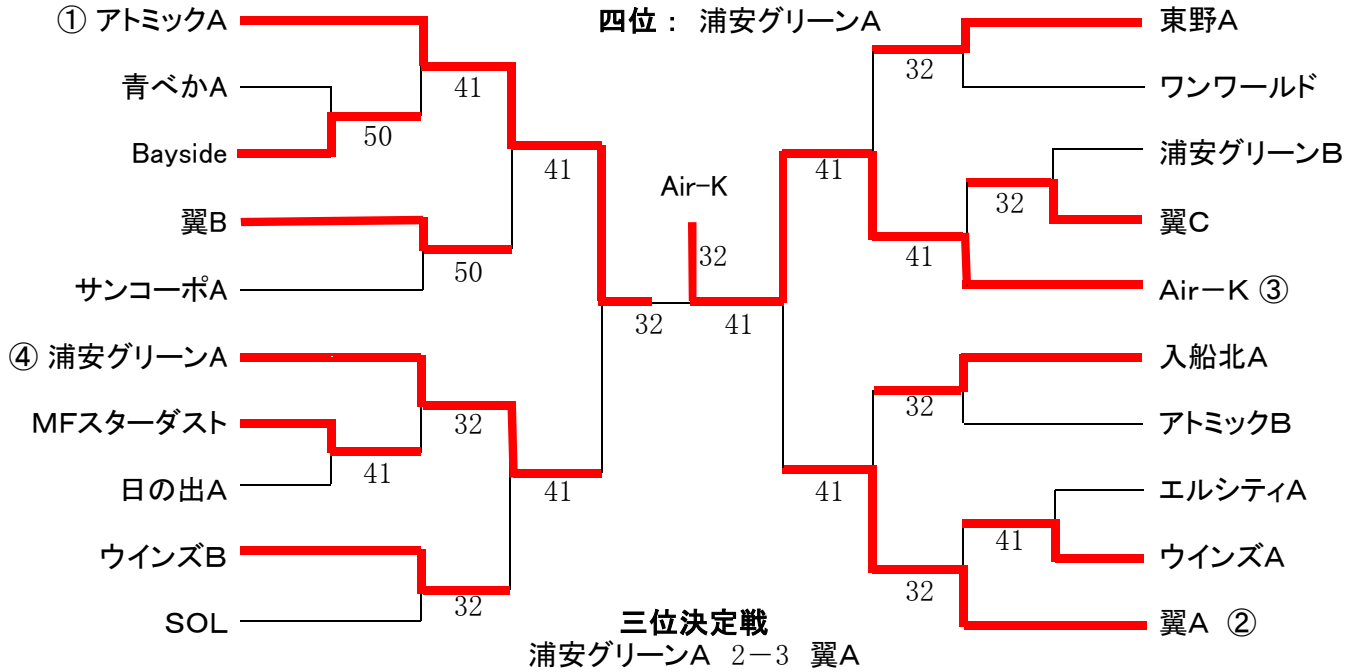 ① アトミックA
青べかA
50
Bayside
41
翼B
50
サンコーポA
41
④ 浦安グリーンA
MFスターダスト
41
日の出A
32
ウインズB
32
SOL
41
32
四位： 浦安グリーンA
Air-K
32
41
三位決定戦
浦安グリーンA 2-3 翼A
東野A
32
ワンワールド
浦安グリーンB
32
翼C
41
Air-K ③
41
入船北A
32
アトミックB
エルシティA
41
ウインズA
32
翼A ②
41